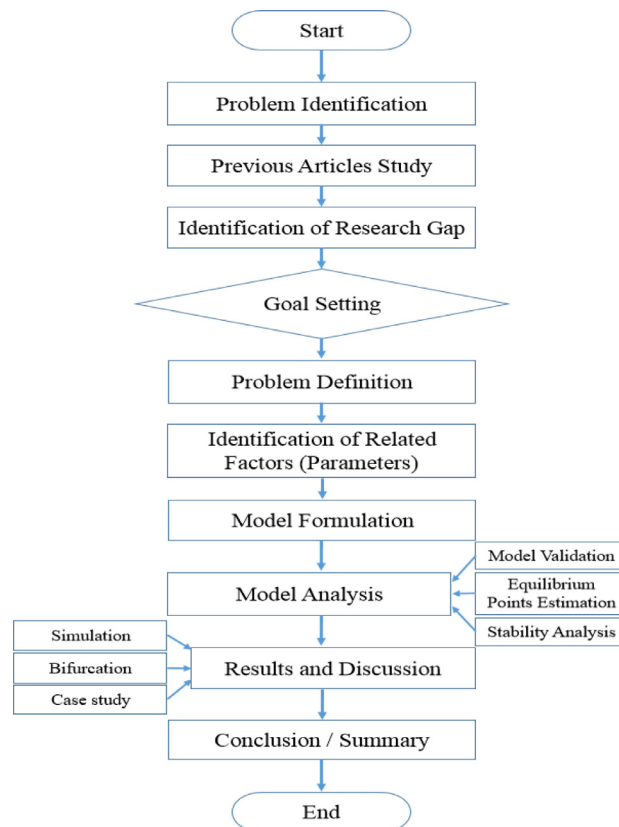 Start
Problem Identification
Previous Articles Study
Identification of Research Gap
Goal Setting
Problem Definition
Identification of Related
Factors (Parameters)
Model Formulation
Model Analysis
Model Validation
Equilibrium
Points Estimation
Stability Analysis
Simulation
Bifurcation
Case study
Results and Discussion
Conclusion / Summary
End